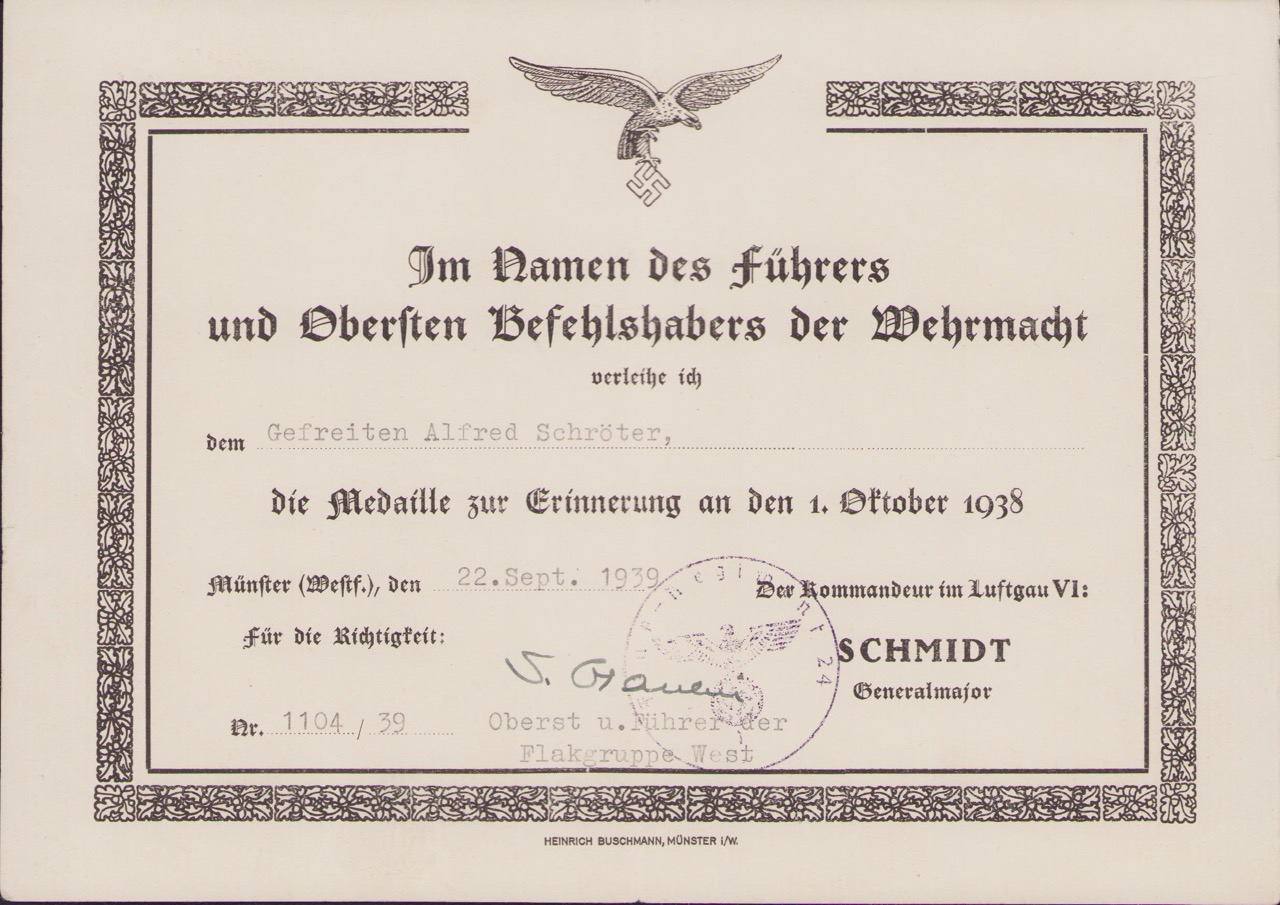 Im Namen des Führers
und Obersten Befehlshabers der Wehrmacht
verleihe ich
dem Gefreiten Alfred Schröter,
die Medaille zur Erinnerung an den 1. Oktober 1938
Münster (Westf.), den 22.Sept. 1939
Der Kommandeur im Luftgau VI:
Für die Richtigkeit:
SCHMIDT
Generalmajor
Nr. 1104 / 39
Oberst u.Führer der
Flakgruppe West
Regiment 24
HEINRICH BUSCHMANN, MÜNSTER i/W.